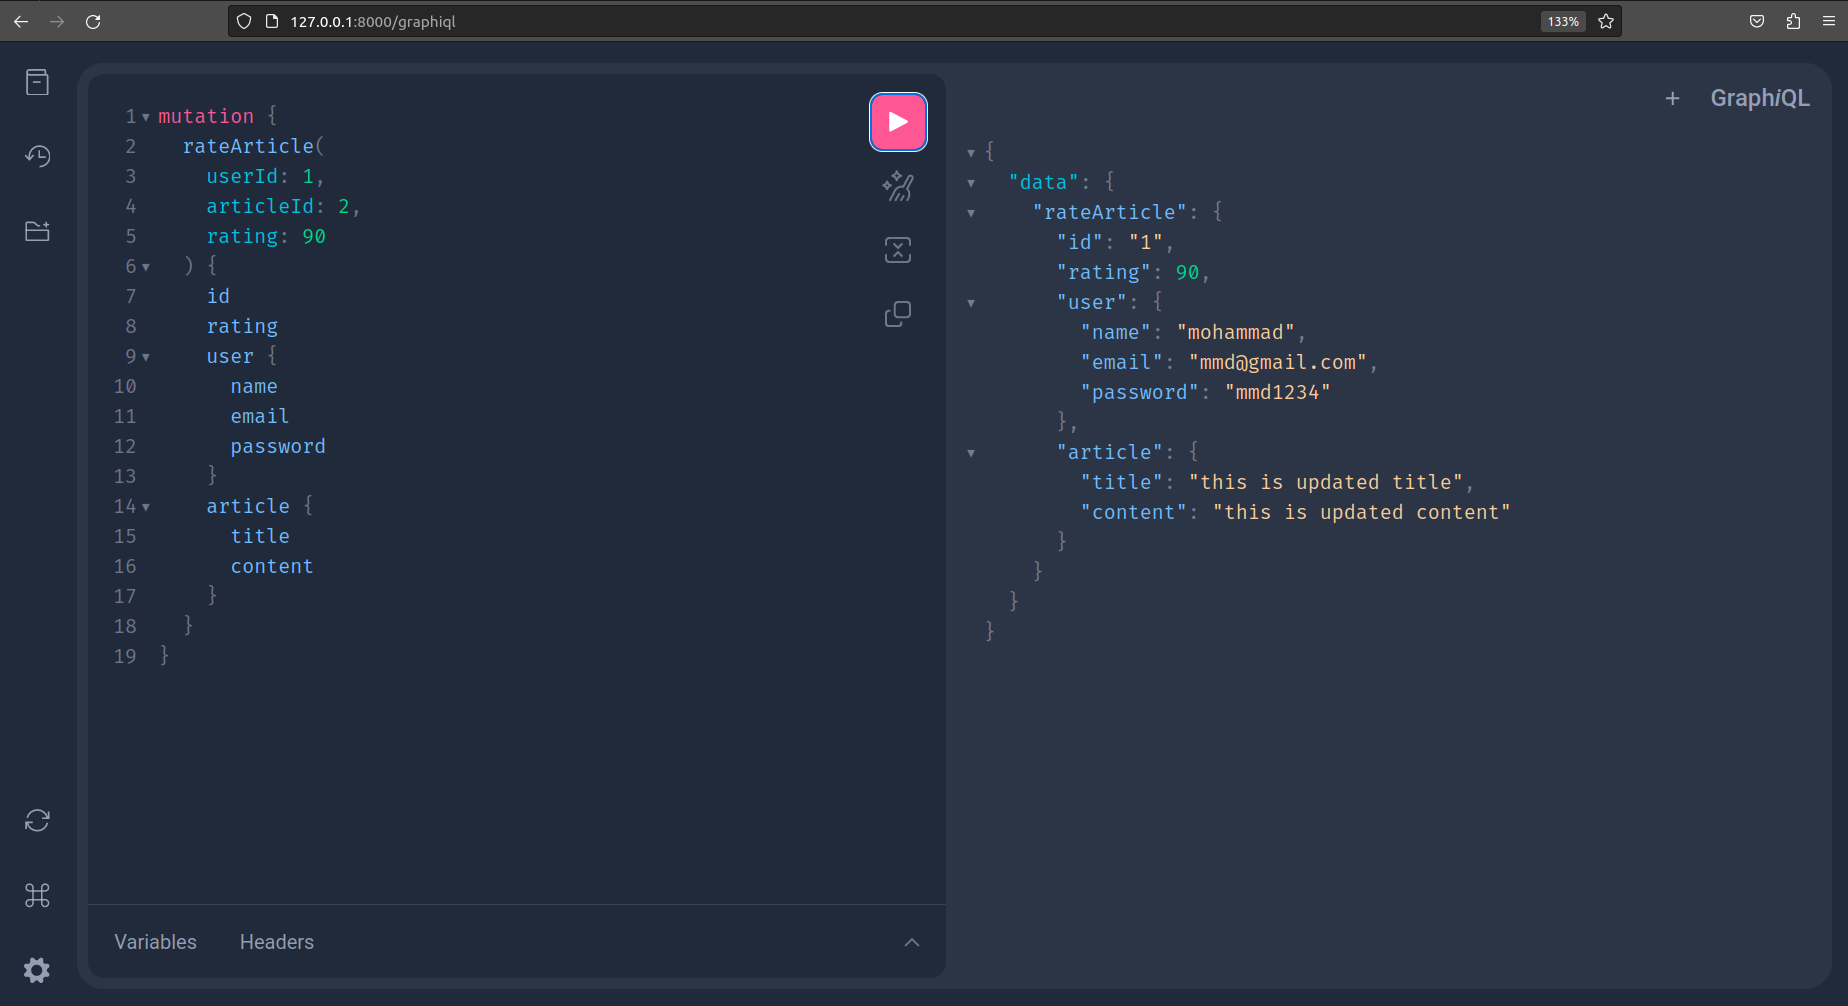 127.0.0.1:8000/graphiql
133%
1 mutation {
2 rateArticle(
3 userId: 1,
4 articleId: 2,
5 rating: 90
6 ) {
7 id
8 rating
9 user {
10 name
11 email
12 password
13 }
14 article {
15 title
16 content
17 }
18 }
19 }
Variables Headers
+ GraphiQL
{
"data": {
"rateArticle": {
"id": "1",
"rating": 90,
"user": {
"name": "mohammad",
"email": "mmd@gmail.com",
"password": "mmd1234"
},
"article": {
"title": "this is updated title",
"content": "this is updated content"
}
}
}
}